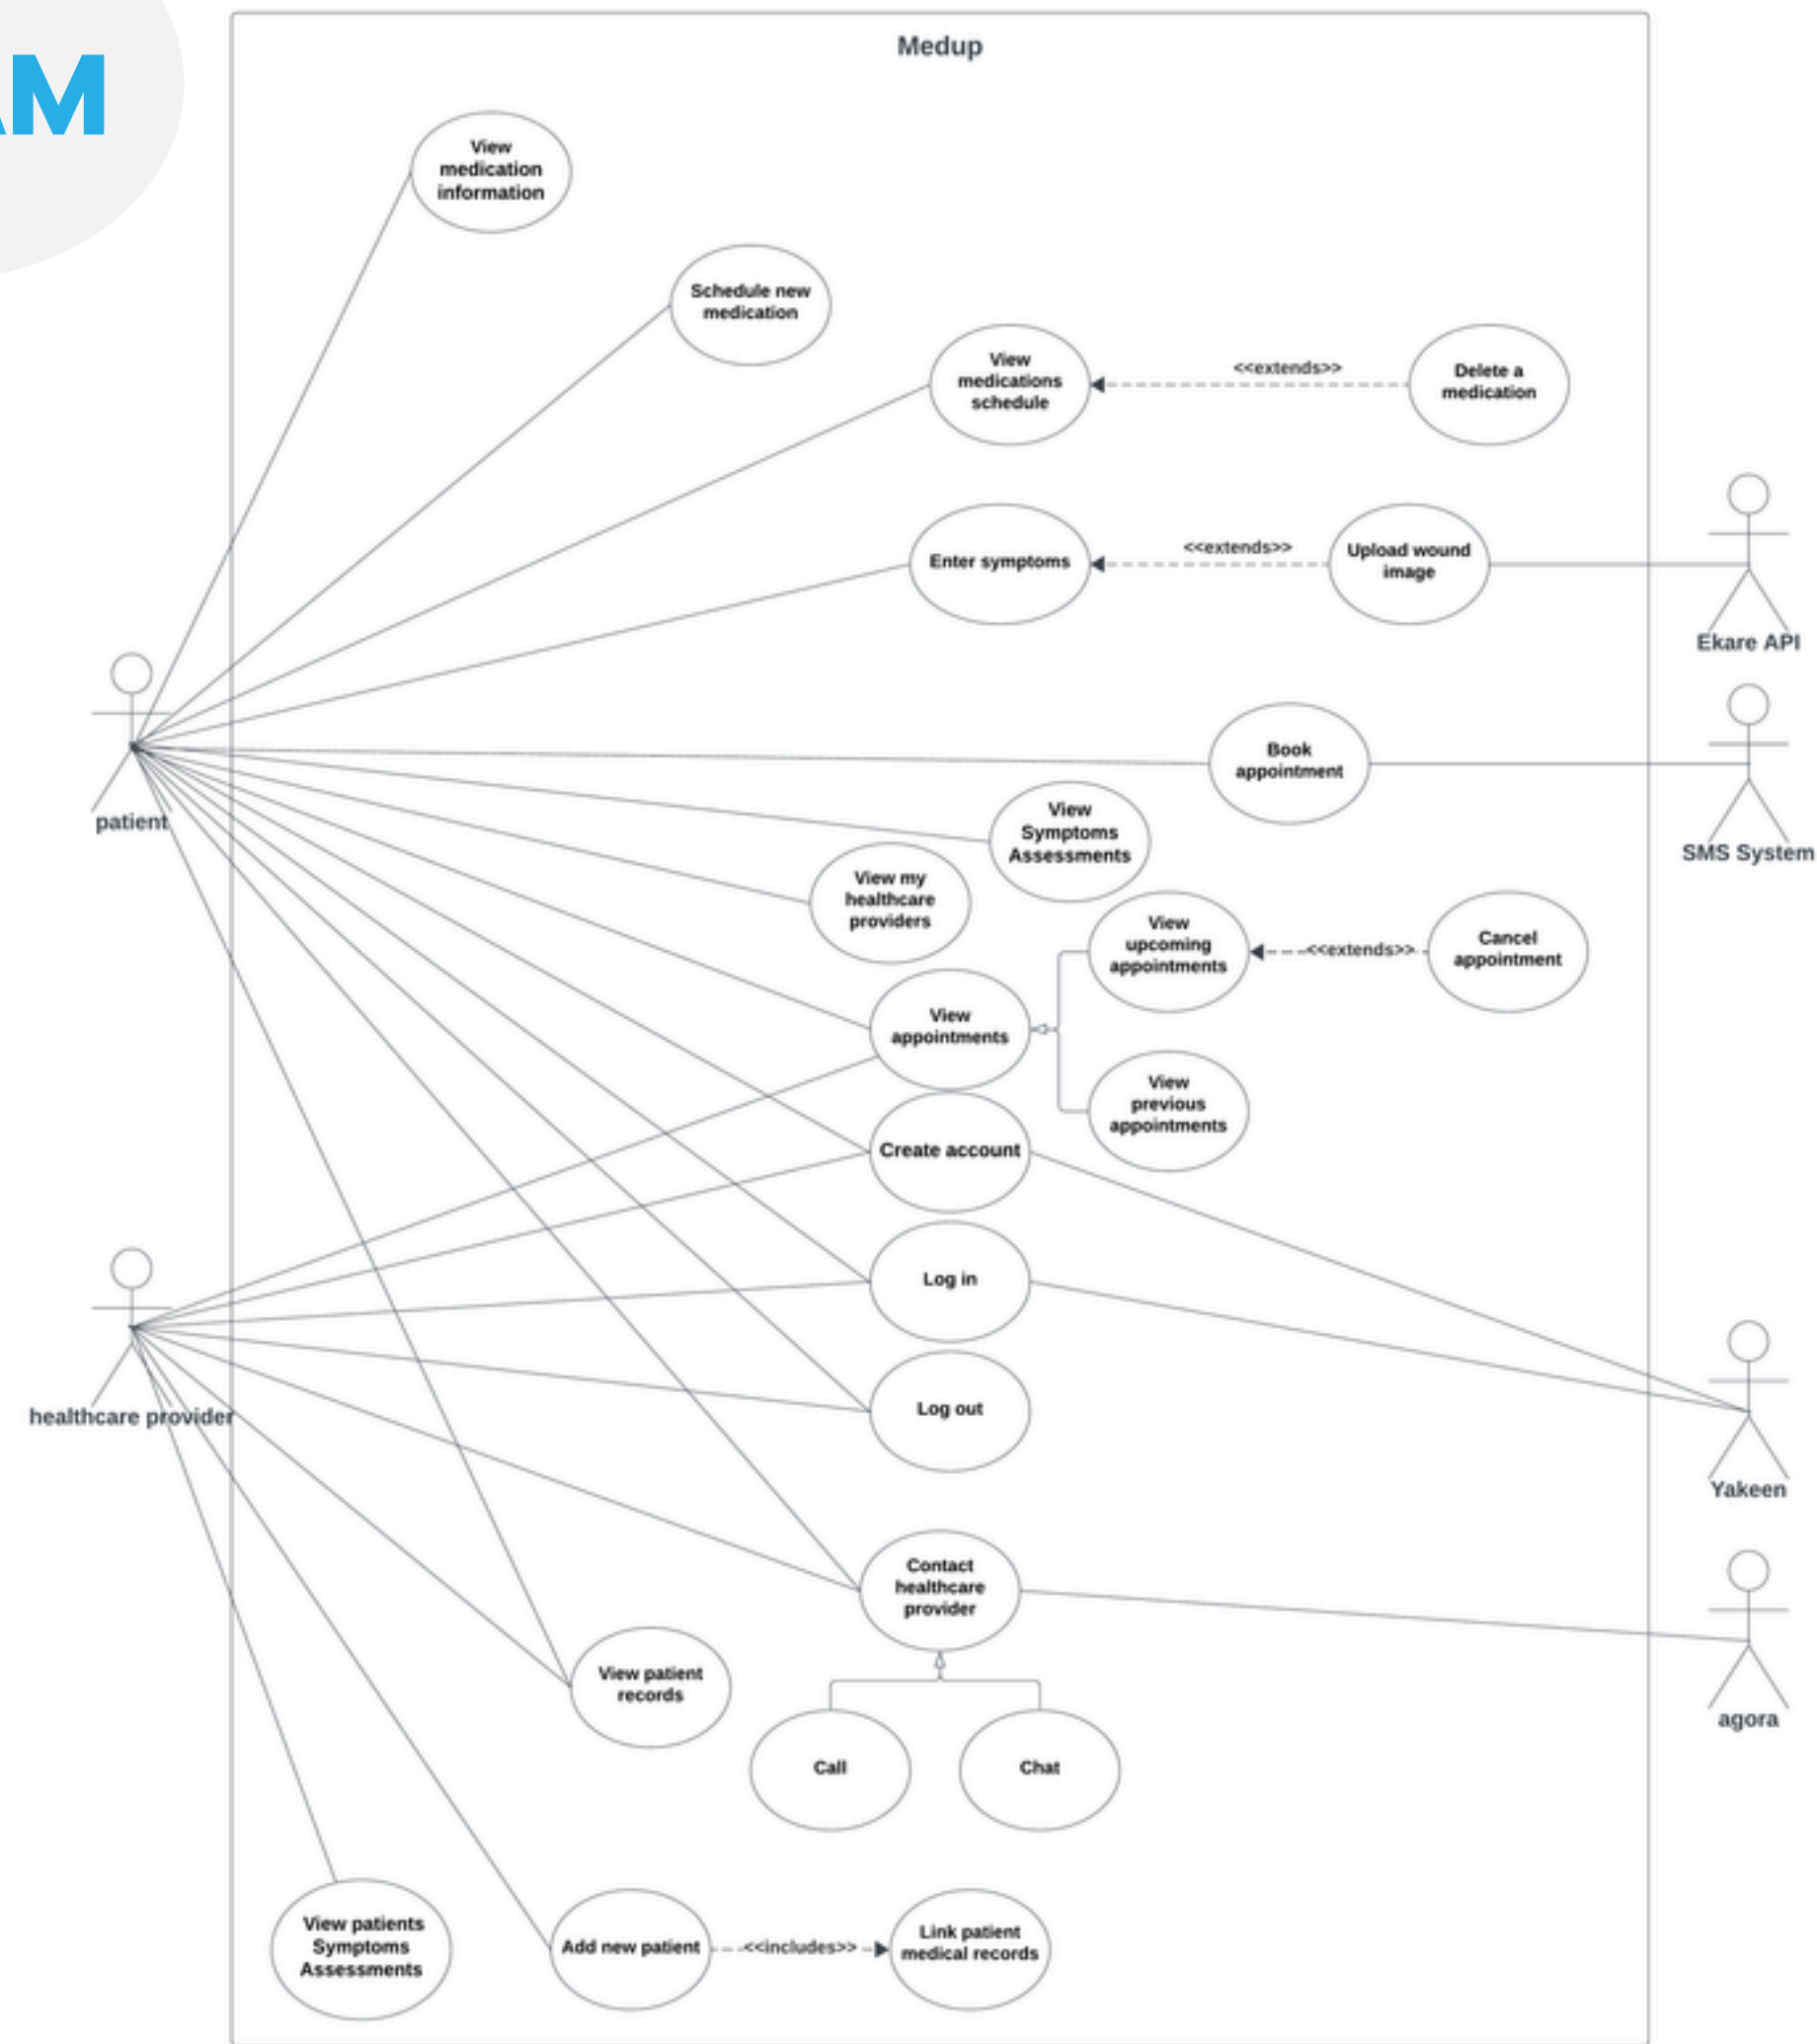 AM
Medup
View
medication
information
Schedule new
medication
View
medications
schedule
<<extends>>
Delete a
medication
Enter symptoms
<<extends>>
Upload wound
image
Ekare API
patient
Book
appointment
SMS System
View
Symptoms
Assessments
View my
healthcare
providers
View
upcoming
appointments
<<extends>>
Cancel
appointment
View
appointments
View
previous
appointments
Create account
Log in
healthcare provider
Log out
Yakeen
Contact
healthcare
provider
View patient
records
agora
Call
Chat
View patients
Symptoms
Assessments
Add new patient
<<includes>>
Link patient
medical records